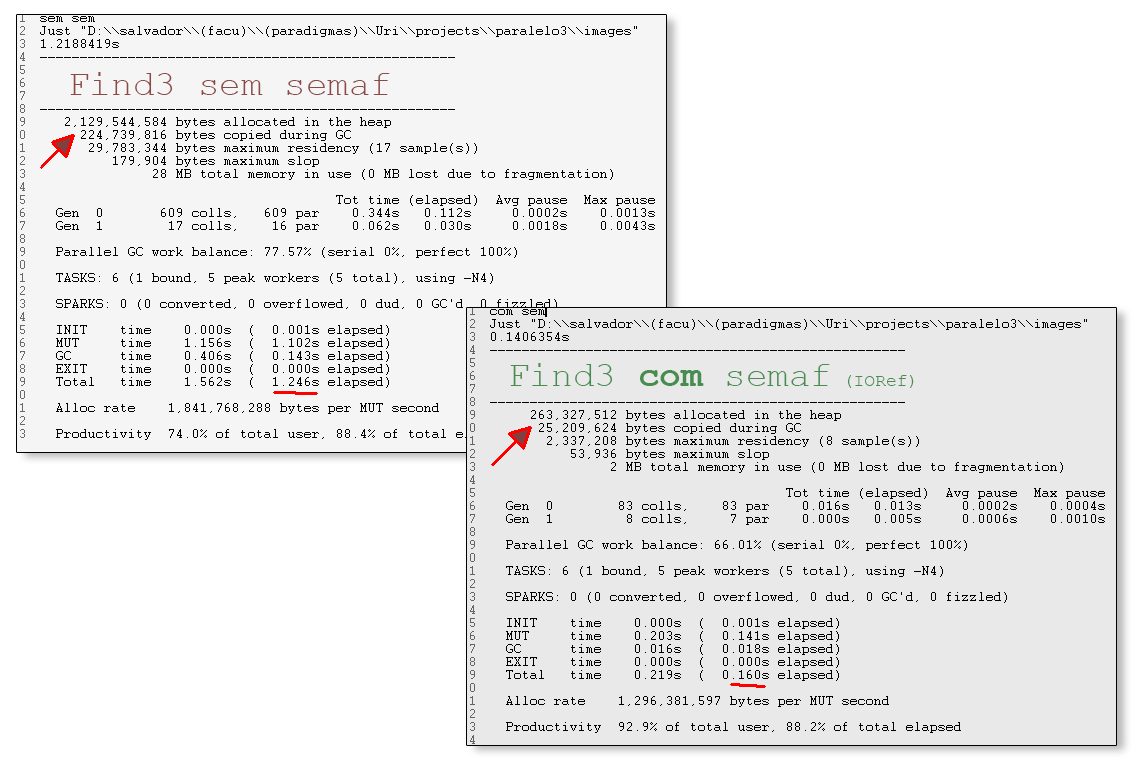 1 sem sem
2 Just "D:\\salvador\\(facu)\\(paradigmas)\\Uri\\projects\\paralelo3\\images"
3 1.2188419s
4 ----------------------------------------------------
5
6 Find3 sem semaf
7
8 ----------------------------------------------------
9 2,129,544,584 bytes allocated in the heap
0 224,739,816 bytes copied during GC
1 29,783,344 bytes maximum residency (17 sample(s))
2 179,904 bytes maximum slop
3 28 MB total memory in use (0 MB lost due to fragmentation)
4
5 Tot time (elapsed) Avg pause Max pause
6 Gen 0 609 colls, 609 par 0.344s 0.112s 0.0002s 0.0013s
7 Gen 1 17 colls, 16 par 0.062s 0.030s 0.0018s 0.0043s
8
9 Parallel GC work balance: 77.57% (serial 0%, perfect 100%)
0
1 TASKS: 6 (1 bound, 5 peak workers (5 total), using -N4)
2
3 SPARKS: 0 (0 converted, 0 overflowed, 0 dud, 0 GC'd, 0 fizzled)
4
5 INIT time 0.000s ( 0.001s elapsed)
6 MUT time 1.156s ( 1.102s elapsed)
7 GC time 0.406s ( 0.143s elapsed)
8 EXIT time 0.000s ( 0.000s elapsed)
9 Total time 1.562s ( 1.246s elapsed)
0
1 Alloc rate 1,841,768,288 bytes per MUT second
2
3 Productivity 74.0% of total user, 88.4% of total e
1 com sem
2 Just "D:\\salvador\\(facu)\\(paradigmas)\\Uri\\projects\\paralelo3\\images"
3 0.1406354s
4 ----------------------------------------------------
5
6 Find3 com semaf (IORef)
7
8 ----------------------------------------------------
9 263,327,512 bytes allocated in the heap
0 25,209,624 bytes copied during GC
1 2,337,208 bytes maximum residency (8 sample(s))
2 53,936 bytes maximum slop
3 2 MB total memory in use (0 MB lost due to fragmentation)
4
5 Tot time (elapsed) Avg pause Max pause
6 Gen 0 83 colls, 83 par 0.016s 0.013s 0.0002s 0.0004s
7 Gen 1 8 colls, 7 par 0.000s 0.005s 0.0006s 0.0010s
8
9 Parallel GC work balance: 66.01% (serial 0%, perfect 100%)
0
1 TASKS: 6 (1 bound, 5 peak workers (5 total), using -N4)
2
3 SPARKS: 0 (0 converted, 0 overflowed, 0 dud, 0 GC'd, 0 fizzled)
4
5 INIT time 0.000s ( 0.001s elapsed)
6 MUT time 0.203s ( 0.141s elapsed)
7 GC time 0.016s ( 0.018s elapsed)
8 EXIT time 0.000s ( 0.000s elapsed)
9 Total time 0.219s ( 0.160s elapsed)
0
1 Alloc rate 1,296,381,597 bytes per MUT second
2
3 Productivity 92.9% of total user, 88.2% of total elapsed
4